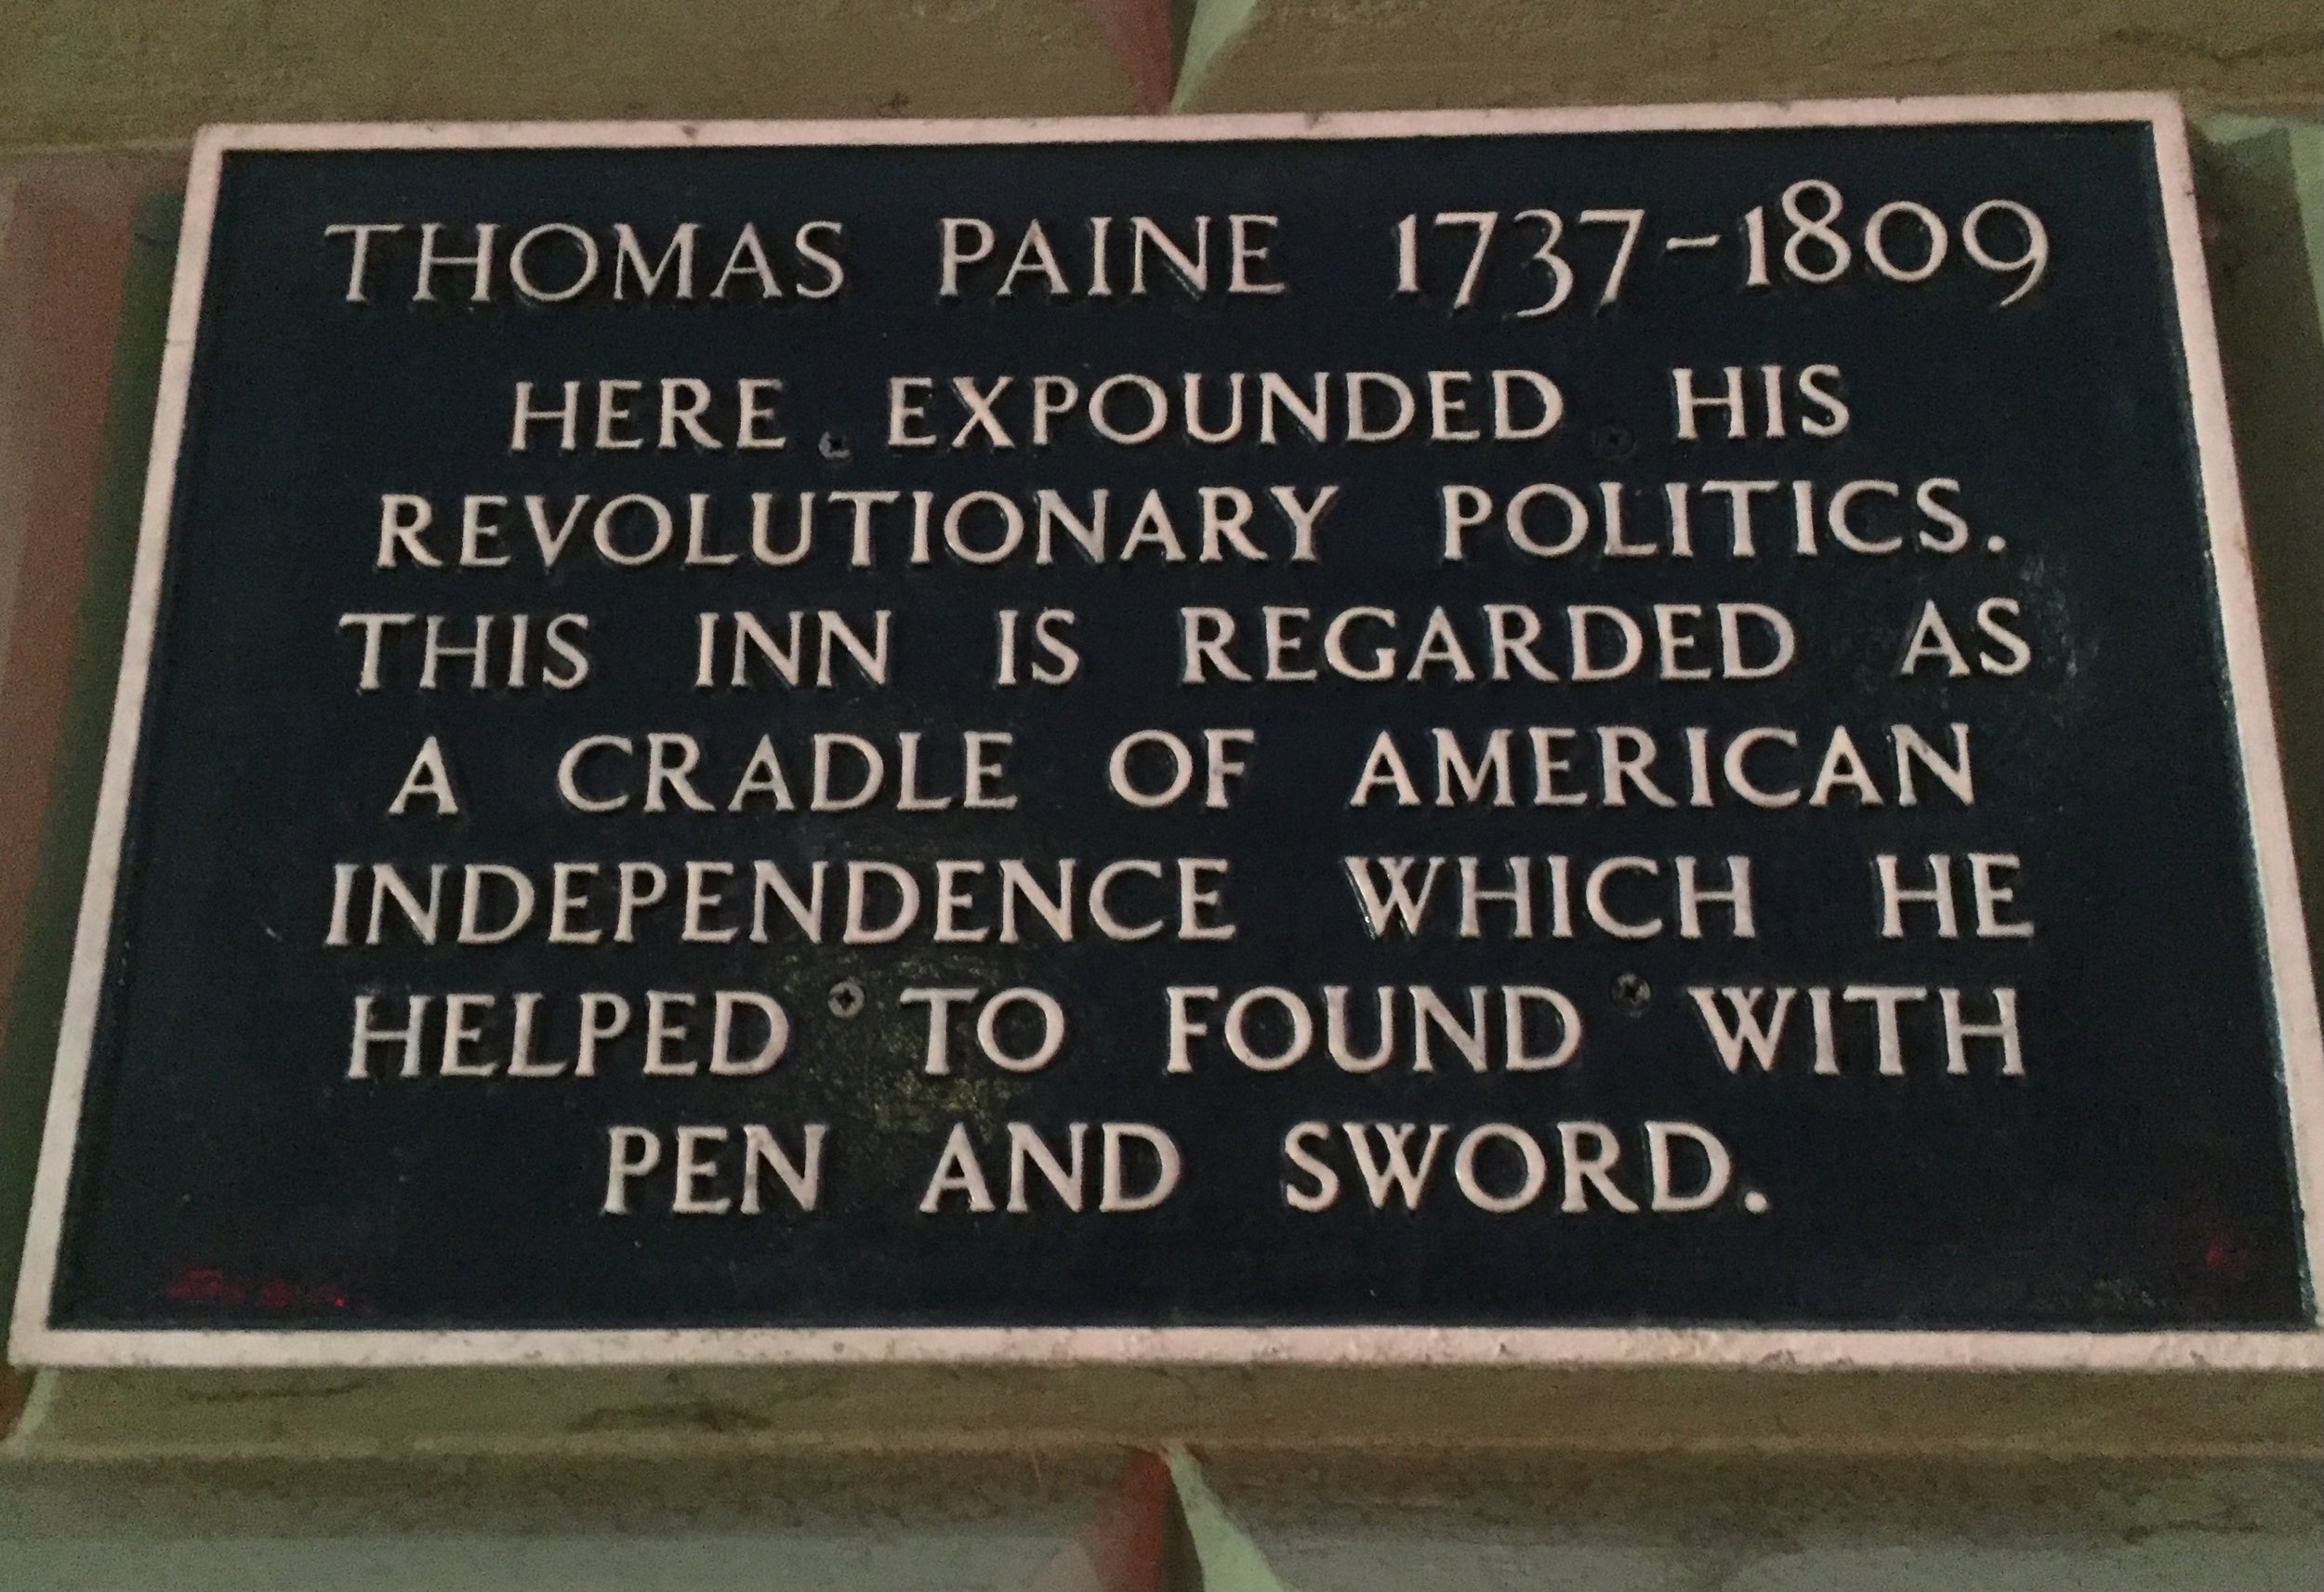 THOMAS PAINE 1737-1809
HERE EXPOUNDED HIS
REVOLUTIONARY POLITICS.
THIS INN IS REGARDED AS
A CRADLE OF AMERICAN
INDEPENDENCE WHICH HE
HELPED TO FOUND WITH
PEN AND SWORD.